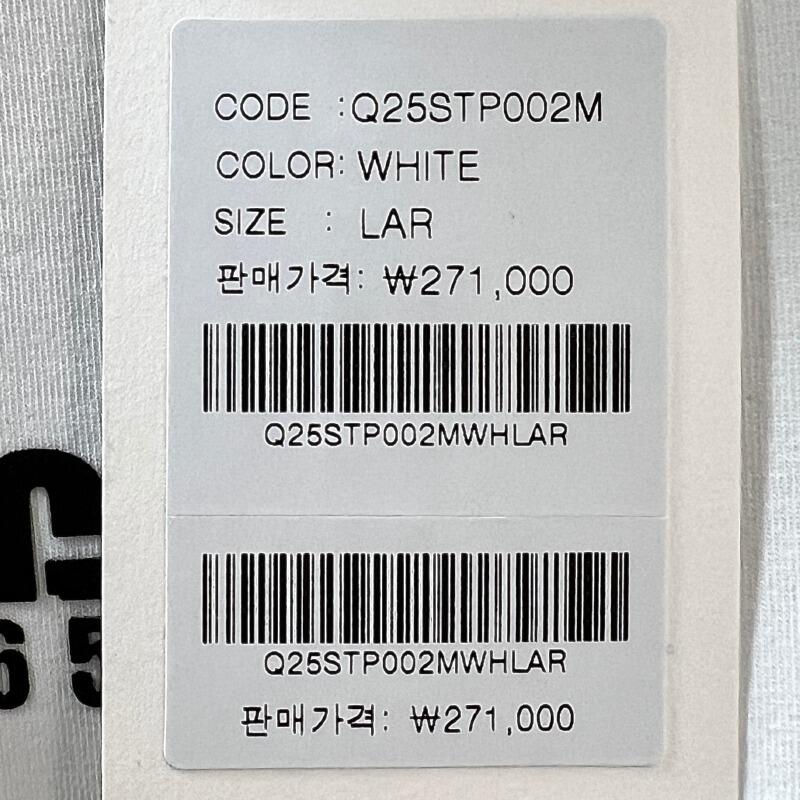 CODE :Q25STP002M
COLOR: WHITE
SIZE : LAR
판매가격: ₩271,000
Q25STP002MWHLAR
Q25STP002MWHLAR
판매가격: ₩271,000
65